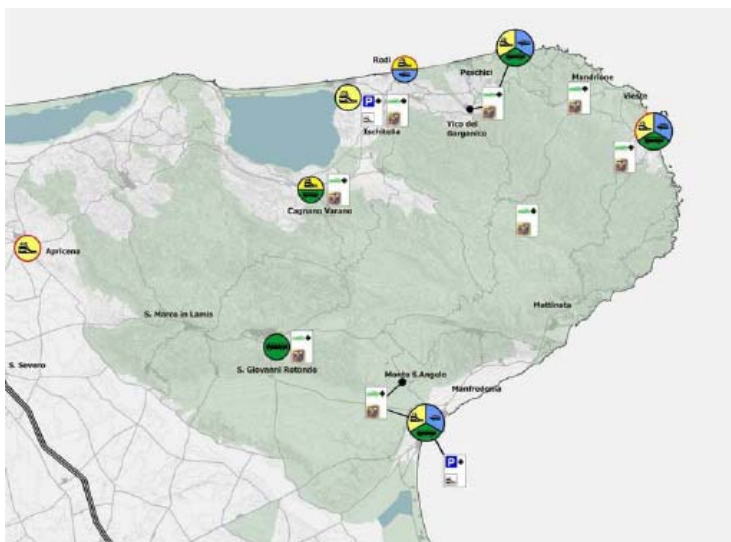 Rodi
Peschici
Mandrione
Vieste
P
Ischitella
Vico del
Garganico
Cagnano Varano
Apricena
Mattinata
S. Marco in Lamis
S. Severo
S. Giovanni Rotondo
Monte S.Angelo
Manfredonia
P